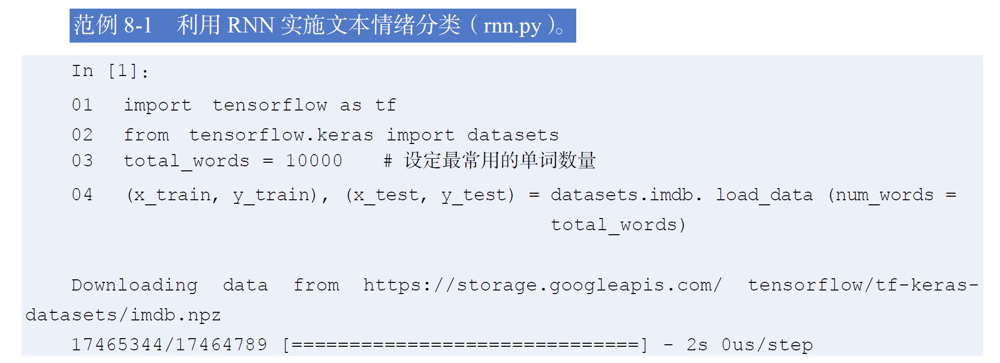 范例 8-1　利用 RNN 实施文本情绪分类（rnn.py）。
In [1]:
01 import tensorflow as tf
02 from tensorflow.keras import datasets
03 total_words = 10000 # 设定最常用的单词数量
04 (x_train, y_train), (x_test, y_test) = datasets.imdb. load_data (num_words =
total_words)
Downloading data from https://storage.googleapis.com/ tensorflow/tf-keras-
datasets/imdb.npz
17465344/17464789 [==============================] - 2s 0us/step